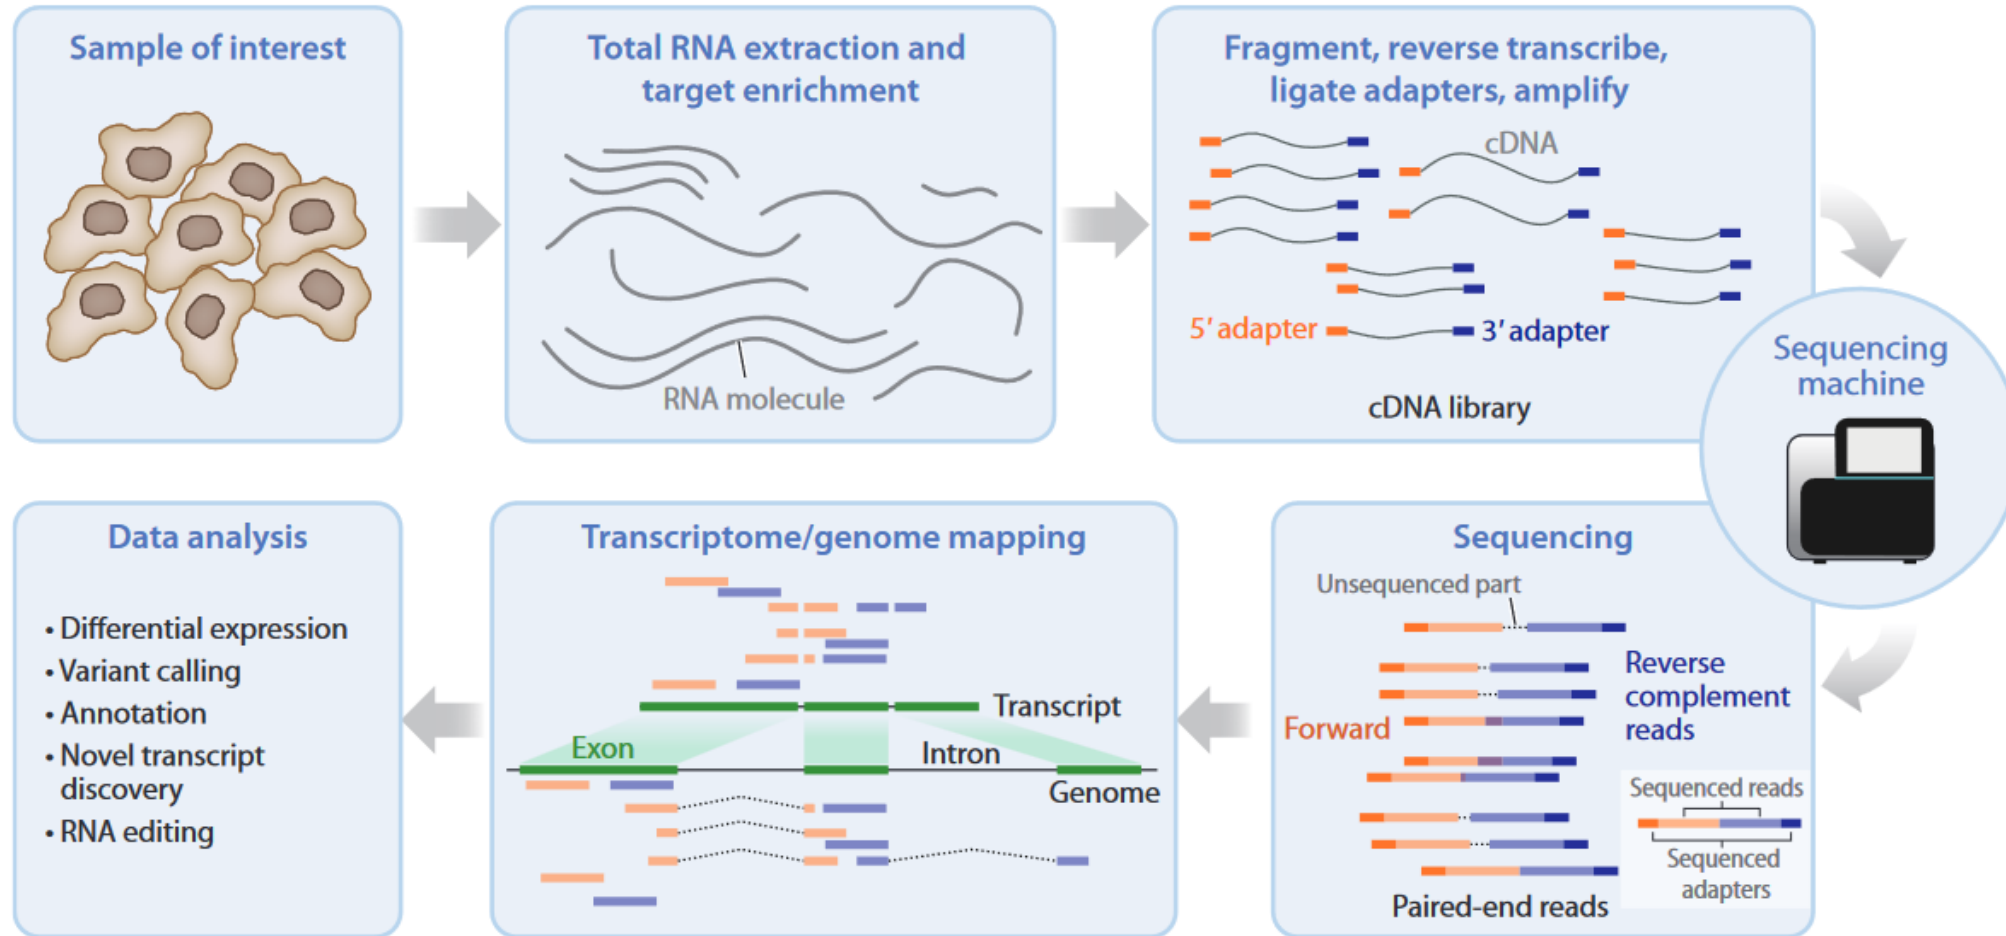 Sample of interest
Total RNA extraction and
target enrichment
RNA molecule
Fragment, reverse transcribe,
ligate adapters, amplify
cDNA
5′ adapter
3′ adapter
cDNA library
Sequencing
machine
Sequencing
Unsequenced part
Reverse
complement
reads
Forward
Sequenced reads
Sequenced
adapters
Paired-end reads
Transcriptome/genome mapping
Transcript
Exon
Intron
Genome
Data analysis
• Differential expression
• Variant calling
• Annotation
• Novel transcript
discovery
• RNA editing